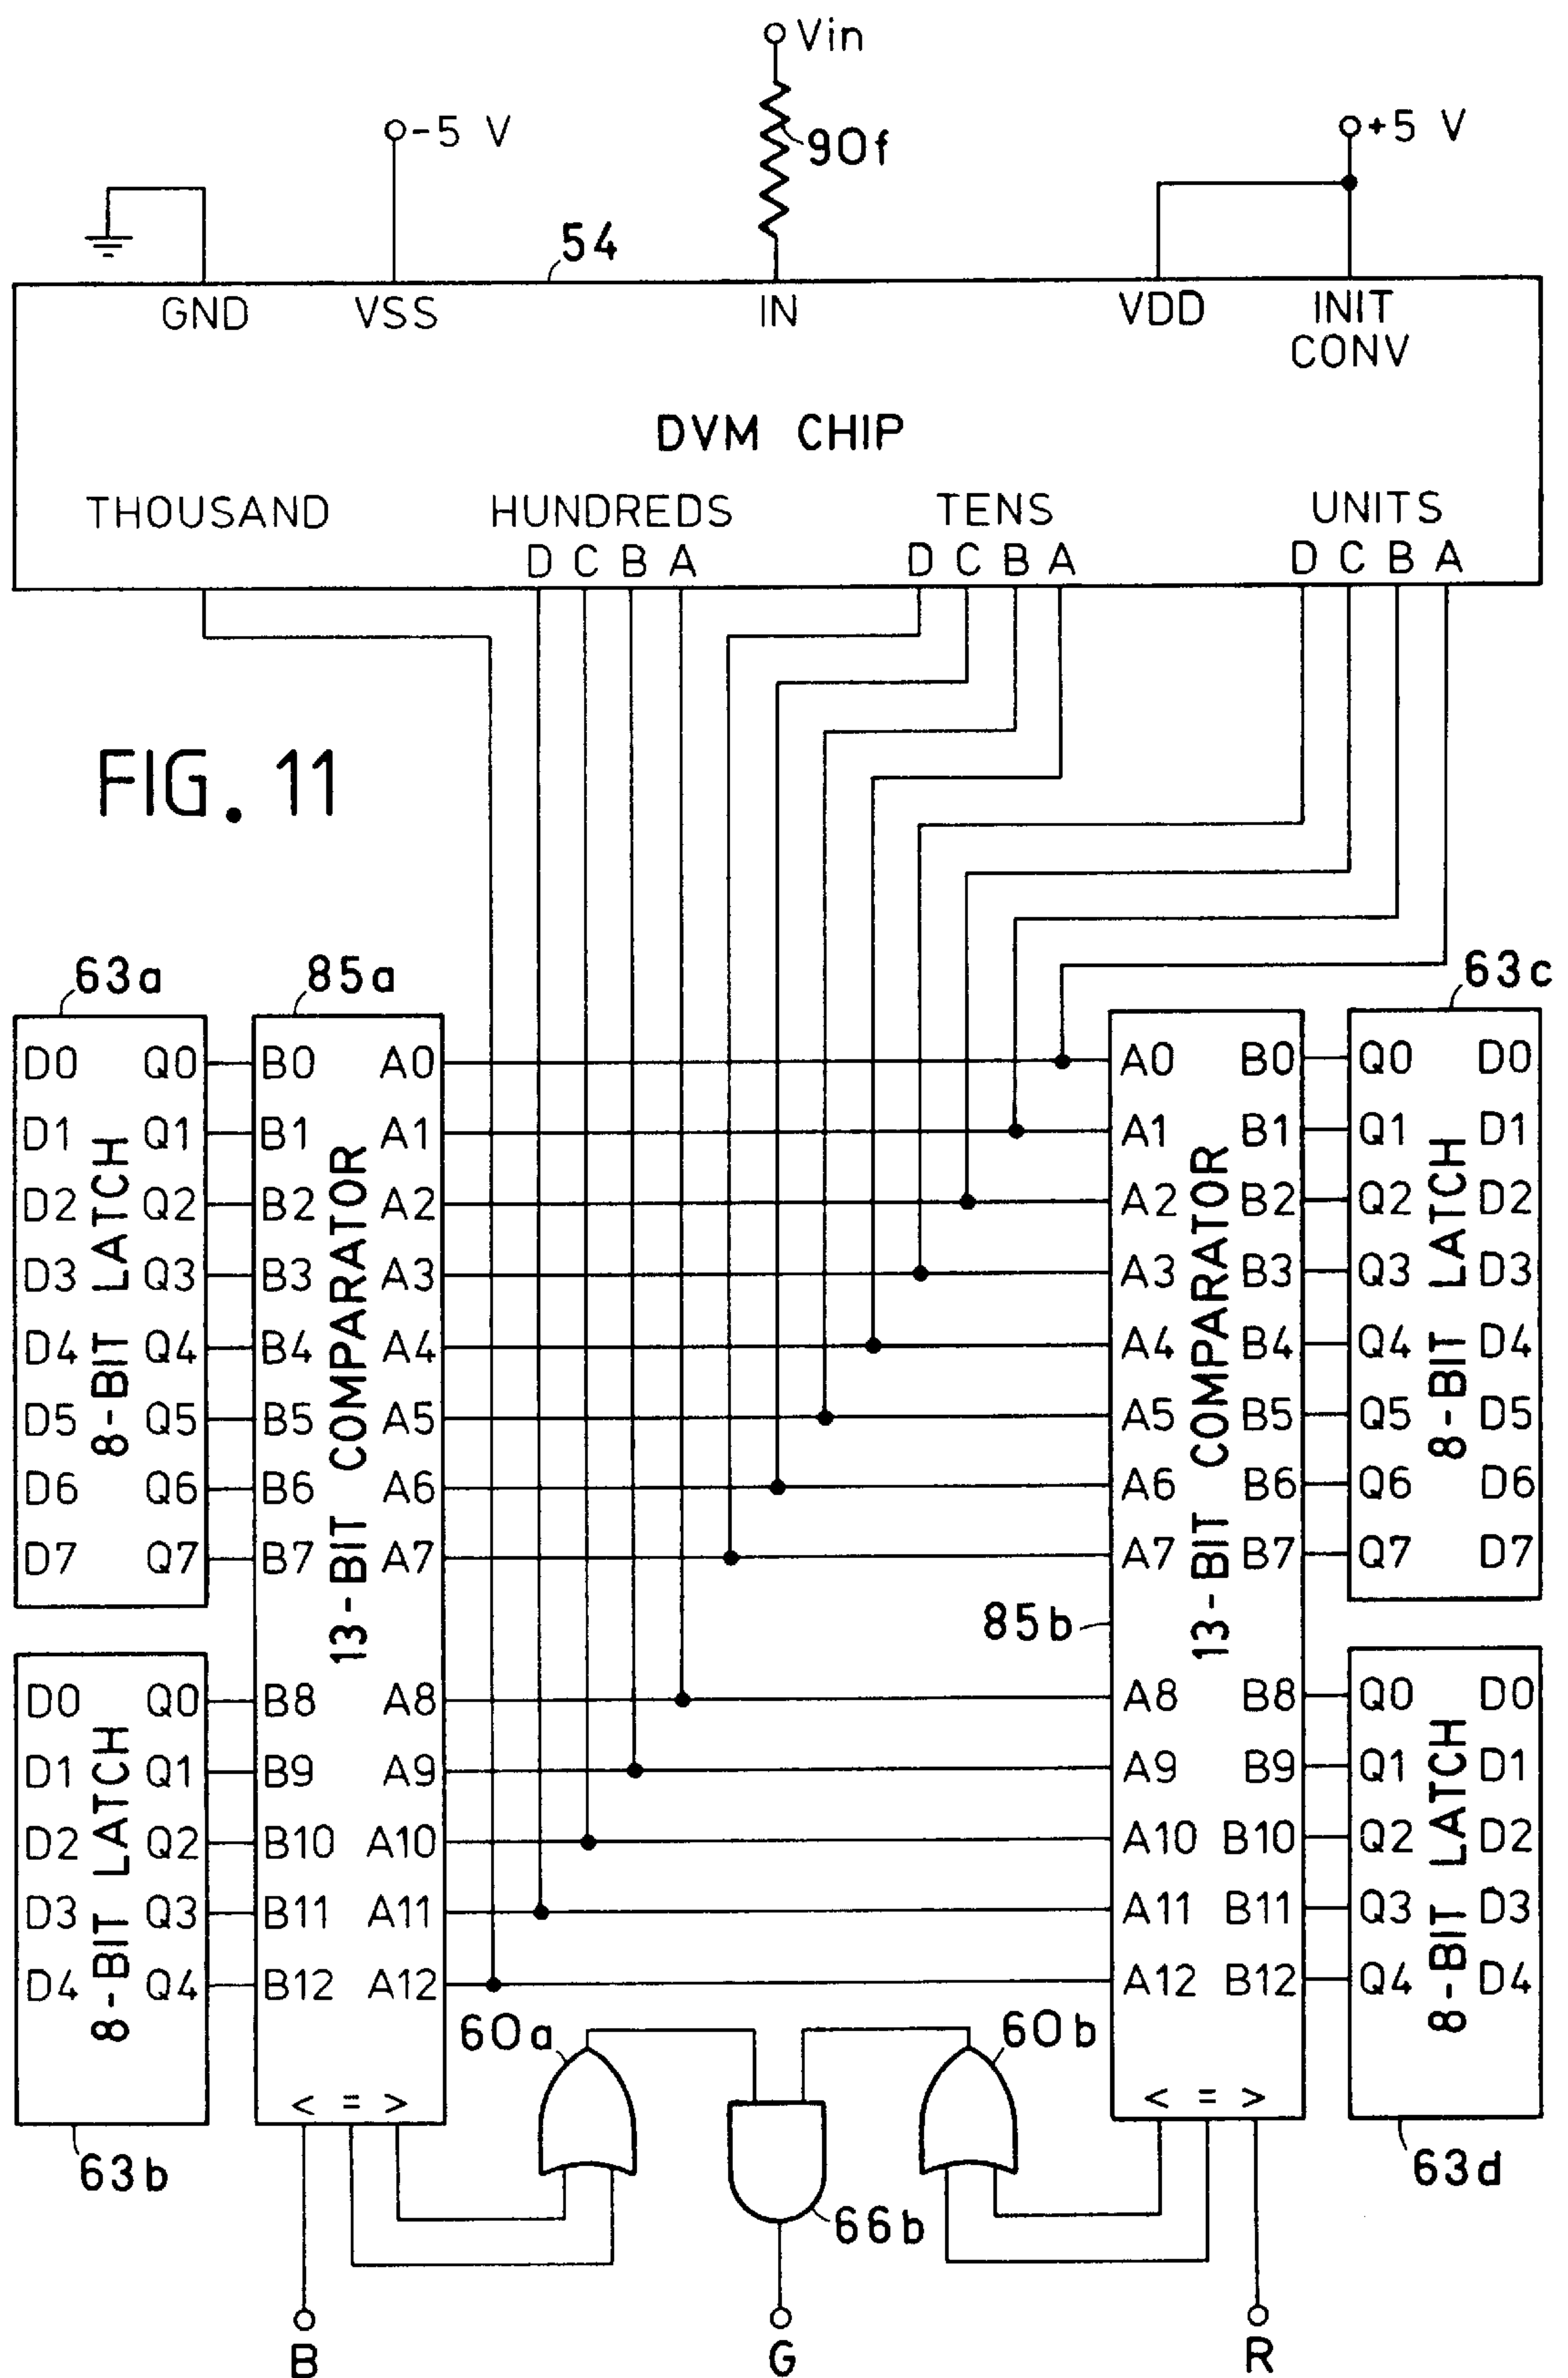 Vin
-5 V
90f
+5 V
54
GND VSS IN VDD INIT CONV
DVM CHIP
THOUSAND HUNDREDS TENS UNITS
D C B A D C B A D C B A
FIG. 11
63a 85a 63c
D0 Q0 B0 A0 A0 B0 Q0 D0
D1 Q1 B1 A1 A1 B1 Q1 D1
D2 Q2 B2 A2 A2 B2 Q2 D2
D3 Q3 B3 A3 A3 B3 Q3 D3
D4 Q4 B4 A4 A4 B4 Q4 D4
D5 Q5 B5 A5 A5 B5 Q5 D5
D6 Q6 B6 A6 A6 B6 Q6 D6
D7 Q7 B7 A7 A7 B7 Q7 D7
8-BIT LATCH
13-BIT COMPARATOR
13-BIT COMPARATOR
8-BIT LATCH
85b
D0 Q0 B8 A8 A8 B8 Q0 D0
D1 Q1 B9 A9 A9 B9 Q1 D1
D2 Q2 B10 A10 A10 B10 Q2 D2
D3 Q3 B11 A11 A11 B11 Q3 D3
D4 Q4 B12 A12 A12 B12 Q4 D4
8-BIT LATCH
8-BIT LATCH
60a 60b
< = > < = >
63b 66b 63d
B G R